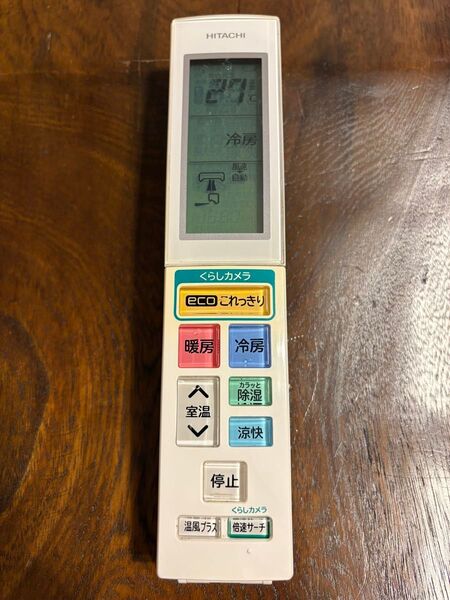 HITACHI
27℃
冷房
風速
自動
くらしカメラ
eco これっきり
暖房
冷房
室温
カラッと
除湿
涼快
停止
くらしカメラ
温風プラス
倍速サーチ